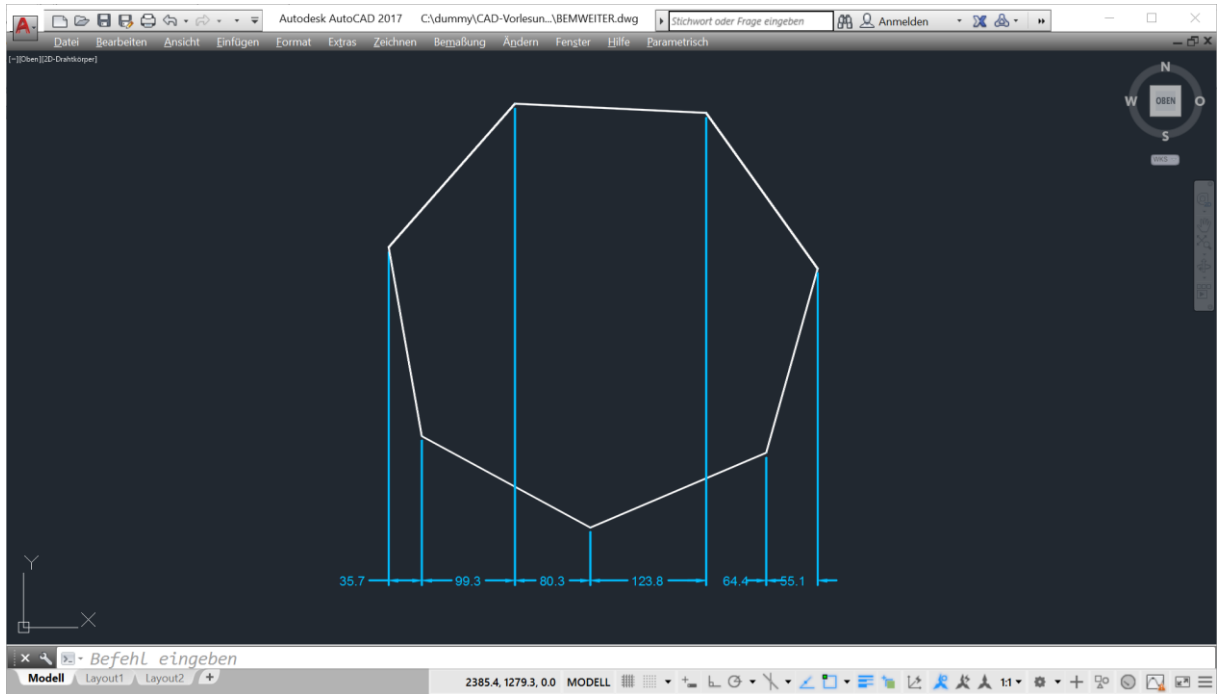 A. Autodesk AutoCAD 2017 C:\dummy\CAD-Vorlesun...\BEMWEITER.dwg Stichwort oder Frage eingeben Anmelden
Datei Bearbeiten Ansicht Einfügen Format Extras Zeichnen Bemaßung Ändern Fenster Hilfe Parametrisch
[−][Oben][2D-Drahtkörper]
N
W OBEN O
S
WKS
35.7 99.3 80.3 123.8 64.4 55.1
Y
X
Befehl eingeben
Modell Layout1 Layout2 + 2385.4, 1279.3, 0.0 MODELL 1:1